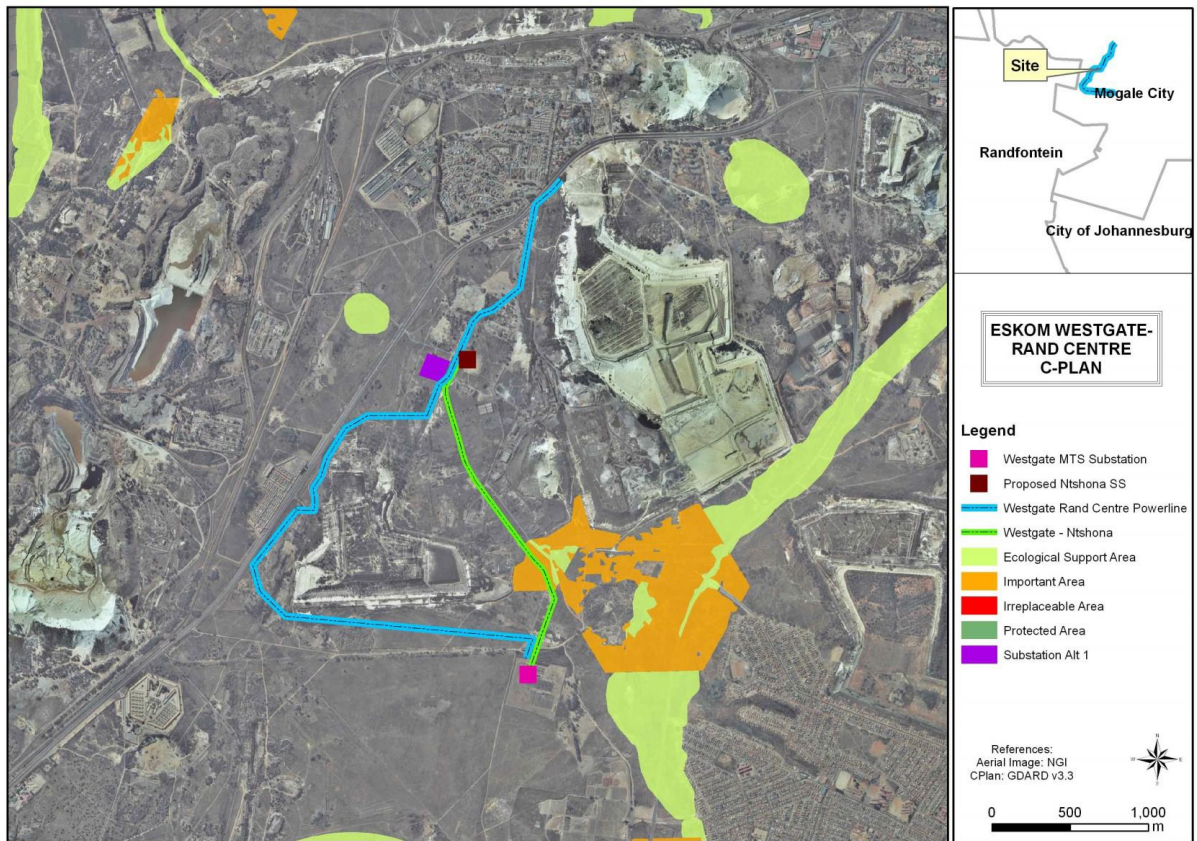 Site
Mogale City
Randfontein
City of Johannesburg
ESKOM WESTGATE-
RAND CENTRE
C-PLAN
Legend
Westgate MTS Substation
Proposed Ntshona SS
Westgate Rand Centre Powerline
Westgate - Ntshona
Ecological Support Area
Important Area
Irreplaceable Area
Protected Area
Substation Alt 1
References:
Aerial Image: NGI
CPlan: GDARD v3.3
N
E
S
0 500 1,000
m